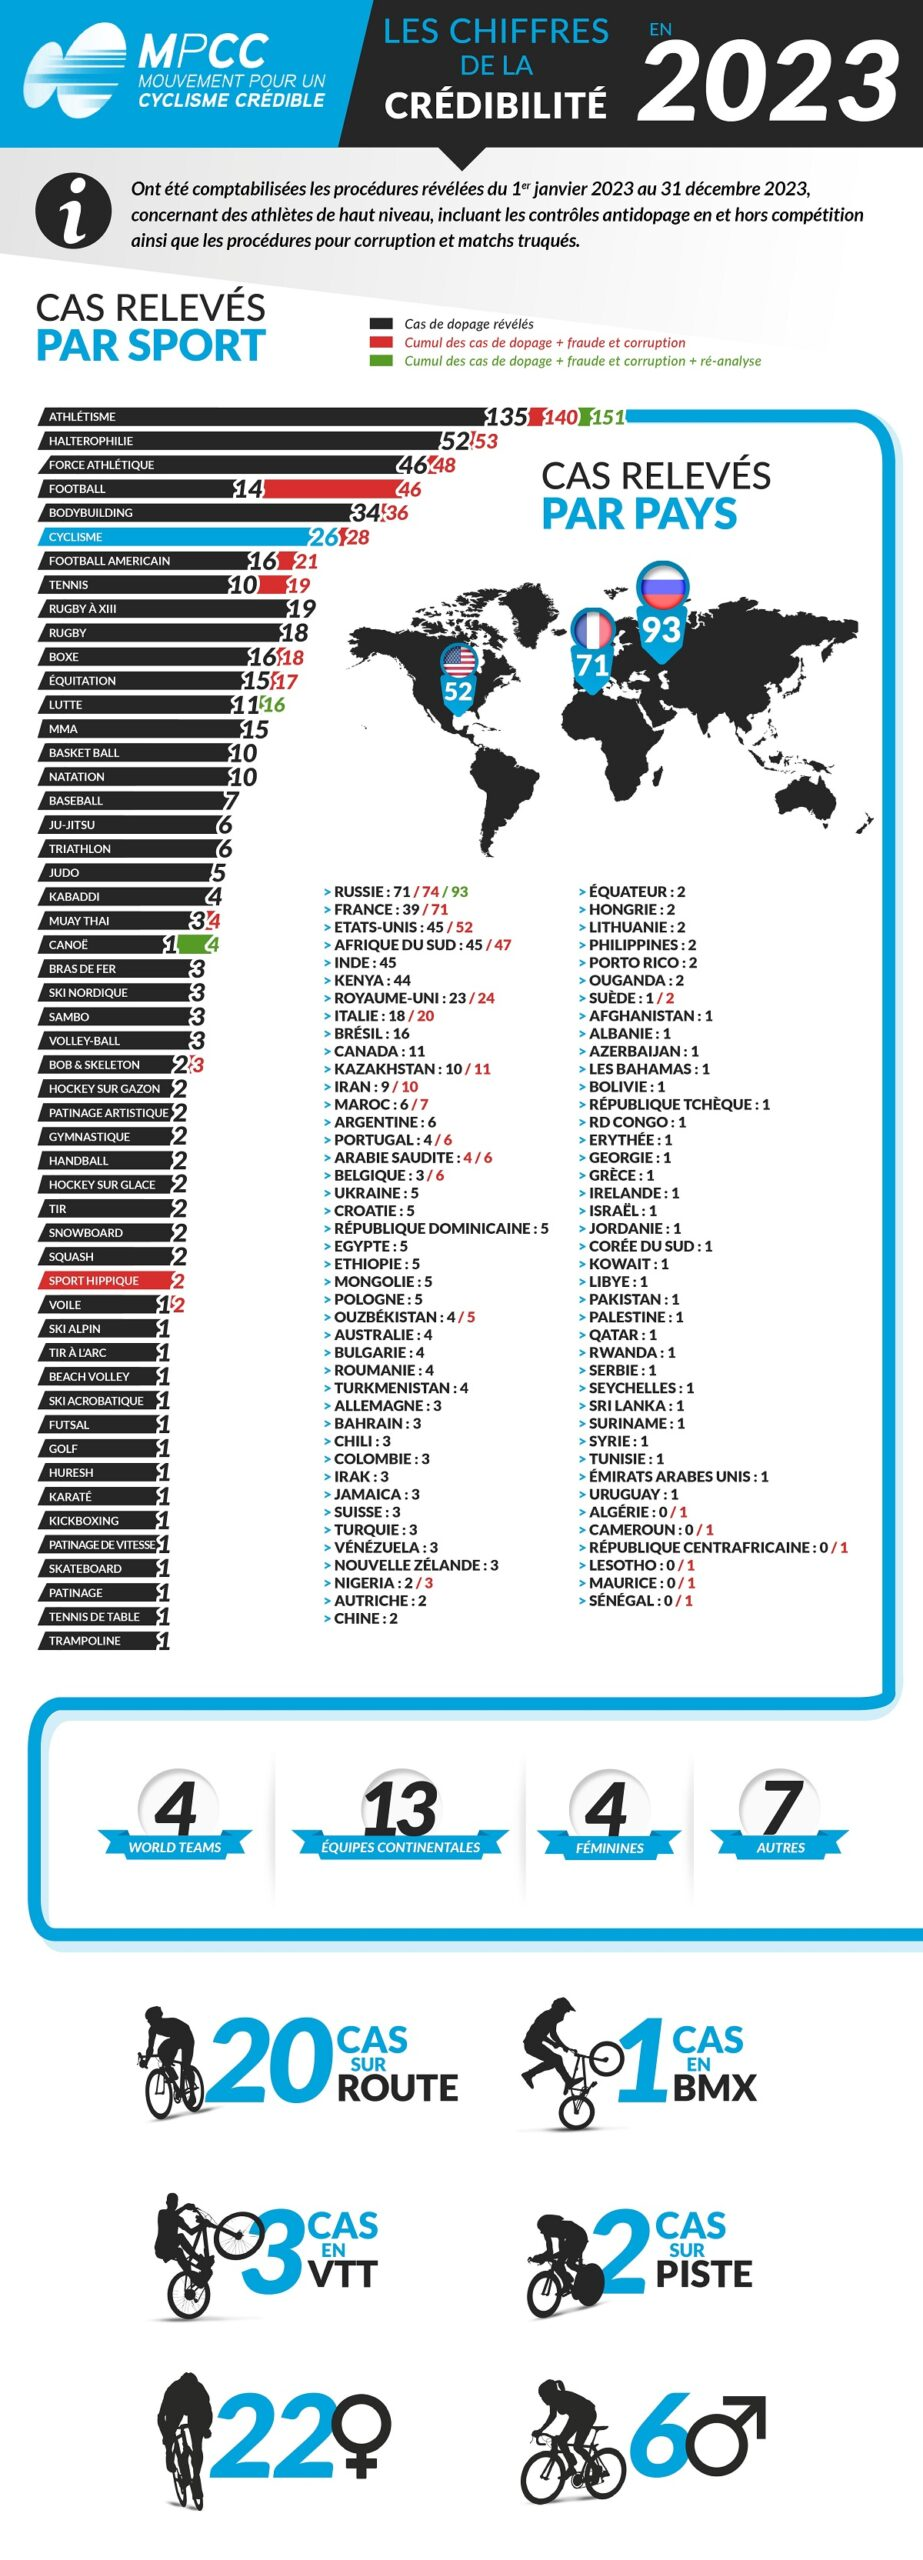 MPCC
MOUVEMENT POUR UN
CYCLISME CRÉDIBLE
LES CHIFFRES
DE LA
CRÉDIBILITÉ
EN
2023
Ont été comptabilisées les procédures révélées du 1er janvier 2023 au 31 décembre 2023,
concernant des athlètes de haut niveau, incluant les contrôles antidopage en et hors compétition
ainsi que les procédures pour corruption et matchs truqués.
CAS RELEVÉS
PAR SPORT
Cas de dopage révélés
Cumul des cas de dopage + fraude et corruption
Cumul des cas de dopage + fraude et corruption + ré-analyse
ATHLÉTISME 135 140 151
HALTEROPHILIE 52 53
FORCE ATHLÉTIQUE 46 48
FOOTBALL 14 46
BODYBUILDING 34 36
CYCLISME 26 28
FOOTBALL AMERICAIN 16 21
TENNIS 10 19
RUGBY À XIII 19
RUGBY 18
BOXE 16 18
ÉQUITATION 15 17
LUTTE 11 16
MMA 15
BASKET BALL 10
NATATION 10
BASEBALL 7
JU-JITSU 6
TRIATHLON 6
JUDO 5
KABADDI 4
MUAY THAI 3 4
CANOË 1 4
BRAS DE FER 3
SKI NORDIQUE 3
SAMBO 3
VOLLEY-BALL 3
BOB & SKELETON 2 3
HOCKEY SUR GAZON 2
PATINAGE ARTISTIQUE 2
GYMNASTIQUE 2
HANDBALL 2
HOCKEY SUR GLACE 2
TIR 2
SNOWBOARD 2
SQUASH 2
SPORT HIPPIQUE 2
VOILE 1 2
SKI ALPIN 1
TIR À L'ARC 1
BEACH VOLLEY 1
SKI ACROBATIQUE 1
FUTSAL 1
GOLF 1
HURESH 1
KARATÉ 1
KICKBOXING 1
PATINAGE DE VITESSE 1
SKATEBOARD 1
PATINAGE 1
TENNIS DE TABLE 1
TRAMPOLINE 1
CAS RELEVÉS
PAR PAYS
93
71
52
> RUSSIE : 71 / 74 / 93
> FRANCE : 39 / 71
> ETATS-UNIS : 45 / 52
> AFRIQUE DU SUD : 45 / 47
> INDE : 45
> KENYA : 44
> ROYAUME-UNI : 23 / 24
> ITALIE : 18 / 20
> BRÉSIL : 16
> CANADA : 11
> KAZAKHSTAN : 10 / 11
> IRAN : 9 / 10
> MAROC : 6 / 7
> ARGENTINE : 6
> PORTUGAL : 4 / 6
> ARABIE SAUDITE : 4 / 6
> BELGIQUE : 3 / 6
> UKRAINE : 5
> CROATIE : 5
> RÉPUBLIQUE DOMINICAINE : 5
> EGYPTE : 5
> ETHIOPIE : 5
> MONGOLIE : 5
> POLOGNE : 5
> OUZBÉKISTAN : 4 / 5
> AUSTRALIE : 4
> BULGARIE : 4
> ROUMANIE : 4
> TURKMENISTAN : 4
> ALLEMAGNE : 3
> BAHRAIN : 3
> CHILI : 3
> COLOMBIE : 3
> IRAK : 3
> JAMAICA : 3
> SUISSE : 3
> TURQUIE : 3
> VÉNÉZUELA : 3
> NOUVELLE ZÉLANDE : 3
> NIGERIA : 2 / 3
> AUTRICHE : 2
> CHINE : 2
> ÉQUATEUR : 2
> HONGRIE : 2
> LITHUANIE : 2
> PHILIPPINES : 2
> PORTO RICO : 2
> OUGANDA : 2
> SUÈDE : 1 / 2
> AFGHANISTAN : 1
> ALBANIE : 1
> AZERBAIJAN : 1
> LES BAHAMAS : 1
> BOLIVIE : 1
> RÉPUBLIQUE TCHÈQUE : 1
> RD CONGO : 1
> ERYTHÉE : 1
> GEORGIE : 1
> GRÈCE : 1
> IRELANDE : 1
> ISRAËL : 1
> JORDANIE : 1
> CORÉE DU SUD : 1
> KOWAIT : 1
> LIBYE : 1
> PAKISTAN : 1
> PALESTINE : 1
> QATAR : 1
> RWANDA : 1
> SERBIE : 1
> SEYCHELLES : 1
> SRI LANKA : 1
> SURINAME : 1
> SYRIE : 1
> TUNISIE : 1
> ÉMIRATS ARABES UNIS : 1
> URUGUAY : 1
> ALGÉRIE : 0 / 1
> CAMEROUN : 0 / 1
> RÉPUBLIQUE CENTRAFRICAINE : 0 / 1
> LESOTHO : 0 / 1
> MAURICE : 0 / 1
> SÉNÉGAL : 0 / 1
4
WORLD TEAMS
13
ÉQUIPES CONTINENTALES
4
FÉMININES
7
AUTRES
20 CAS
SUR
ROUTE
1 CAS
EN
BMX
3 CAS
EN
VTT
2 CAS
SUR
PISTE
22♀
6♂